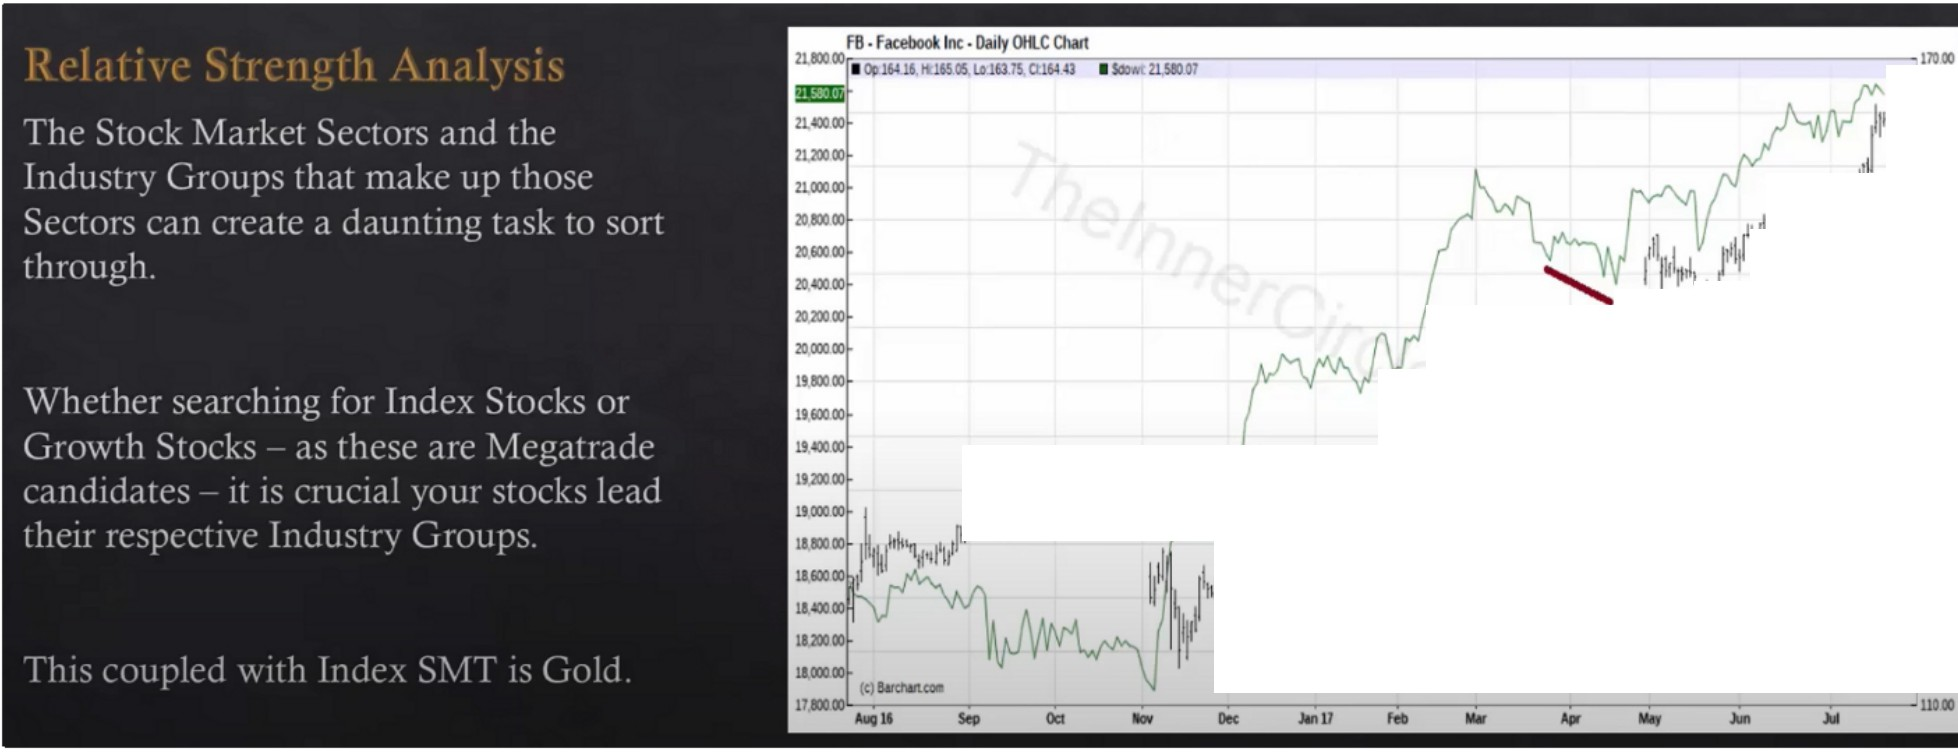 Relative Strength Analysis
The Stock Market Sectors and the
Industry Groups that make up those
Sectors can create a daunting task to sort
through.
Whether searching for Index Stocks or
Growth Stocks – as these are Megatrade
candidates – it is crucial your stocks lead
their respective Industry Groups.
This coupled with Index SMT is Gold.
FB - Facebook Inc - Daily OHLC Chart
Op:164.16, Hi:165.05, Lo:163.75, Cl:164.43 $dowi: 21,580.07
21,800.00
21,580.07
21,400.00
21,200.00
21,000.00
20,800.00
20,600.00
20,400.00
20,200.00
20,000.00
19,800.00
19,600.00
19,400.00
19,200.00
19,000.00
18,800.00
18,600.00
18,400.00
18,200.00
18,000.00
17,800.00
170.00
110.00
TheInnerCirc
(c) Barchart.com
Aug 16 Sep Oct Nov Dec Jan 17 Feb Mar Apr May Jun Jul